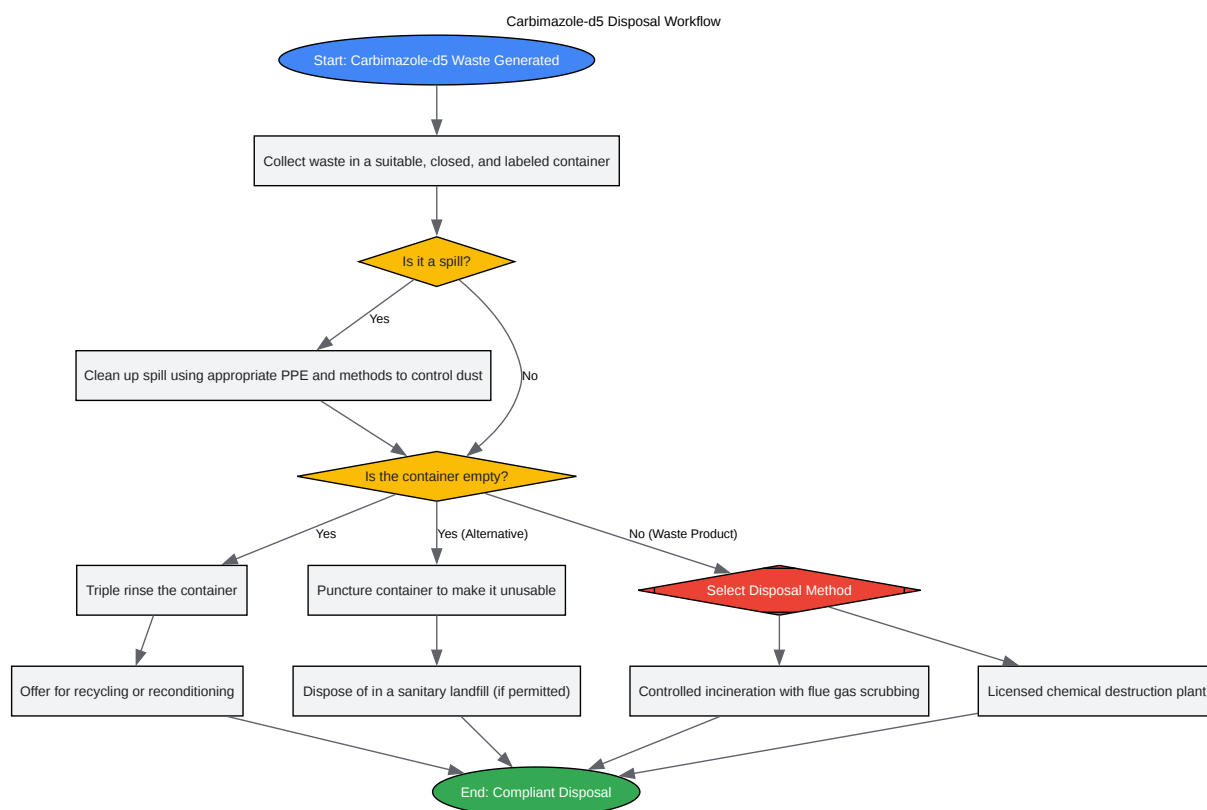 Carbimazole-d5 Disposal Workflow
Start: Carbimazole-d5 Waste Generated
Collect waste in a suitable, closed, and labeled container
Is it a spill?
Yes
Clean up spill using appropriate PPE and methods to control dust
No
Is the container empty?
Yes
Yes (Alternative)
No (Waste Product)
Triple rinse the container
Puncture container to make it unusable
Select Disposal Method
Offer for recycling or reconditioning
Dispose of in a sanitary landfill (if permitted)
Controlled incineration with flue gas scrubbing
Licensed chemical destruction plant
End: Compliant Disposal